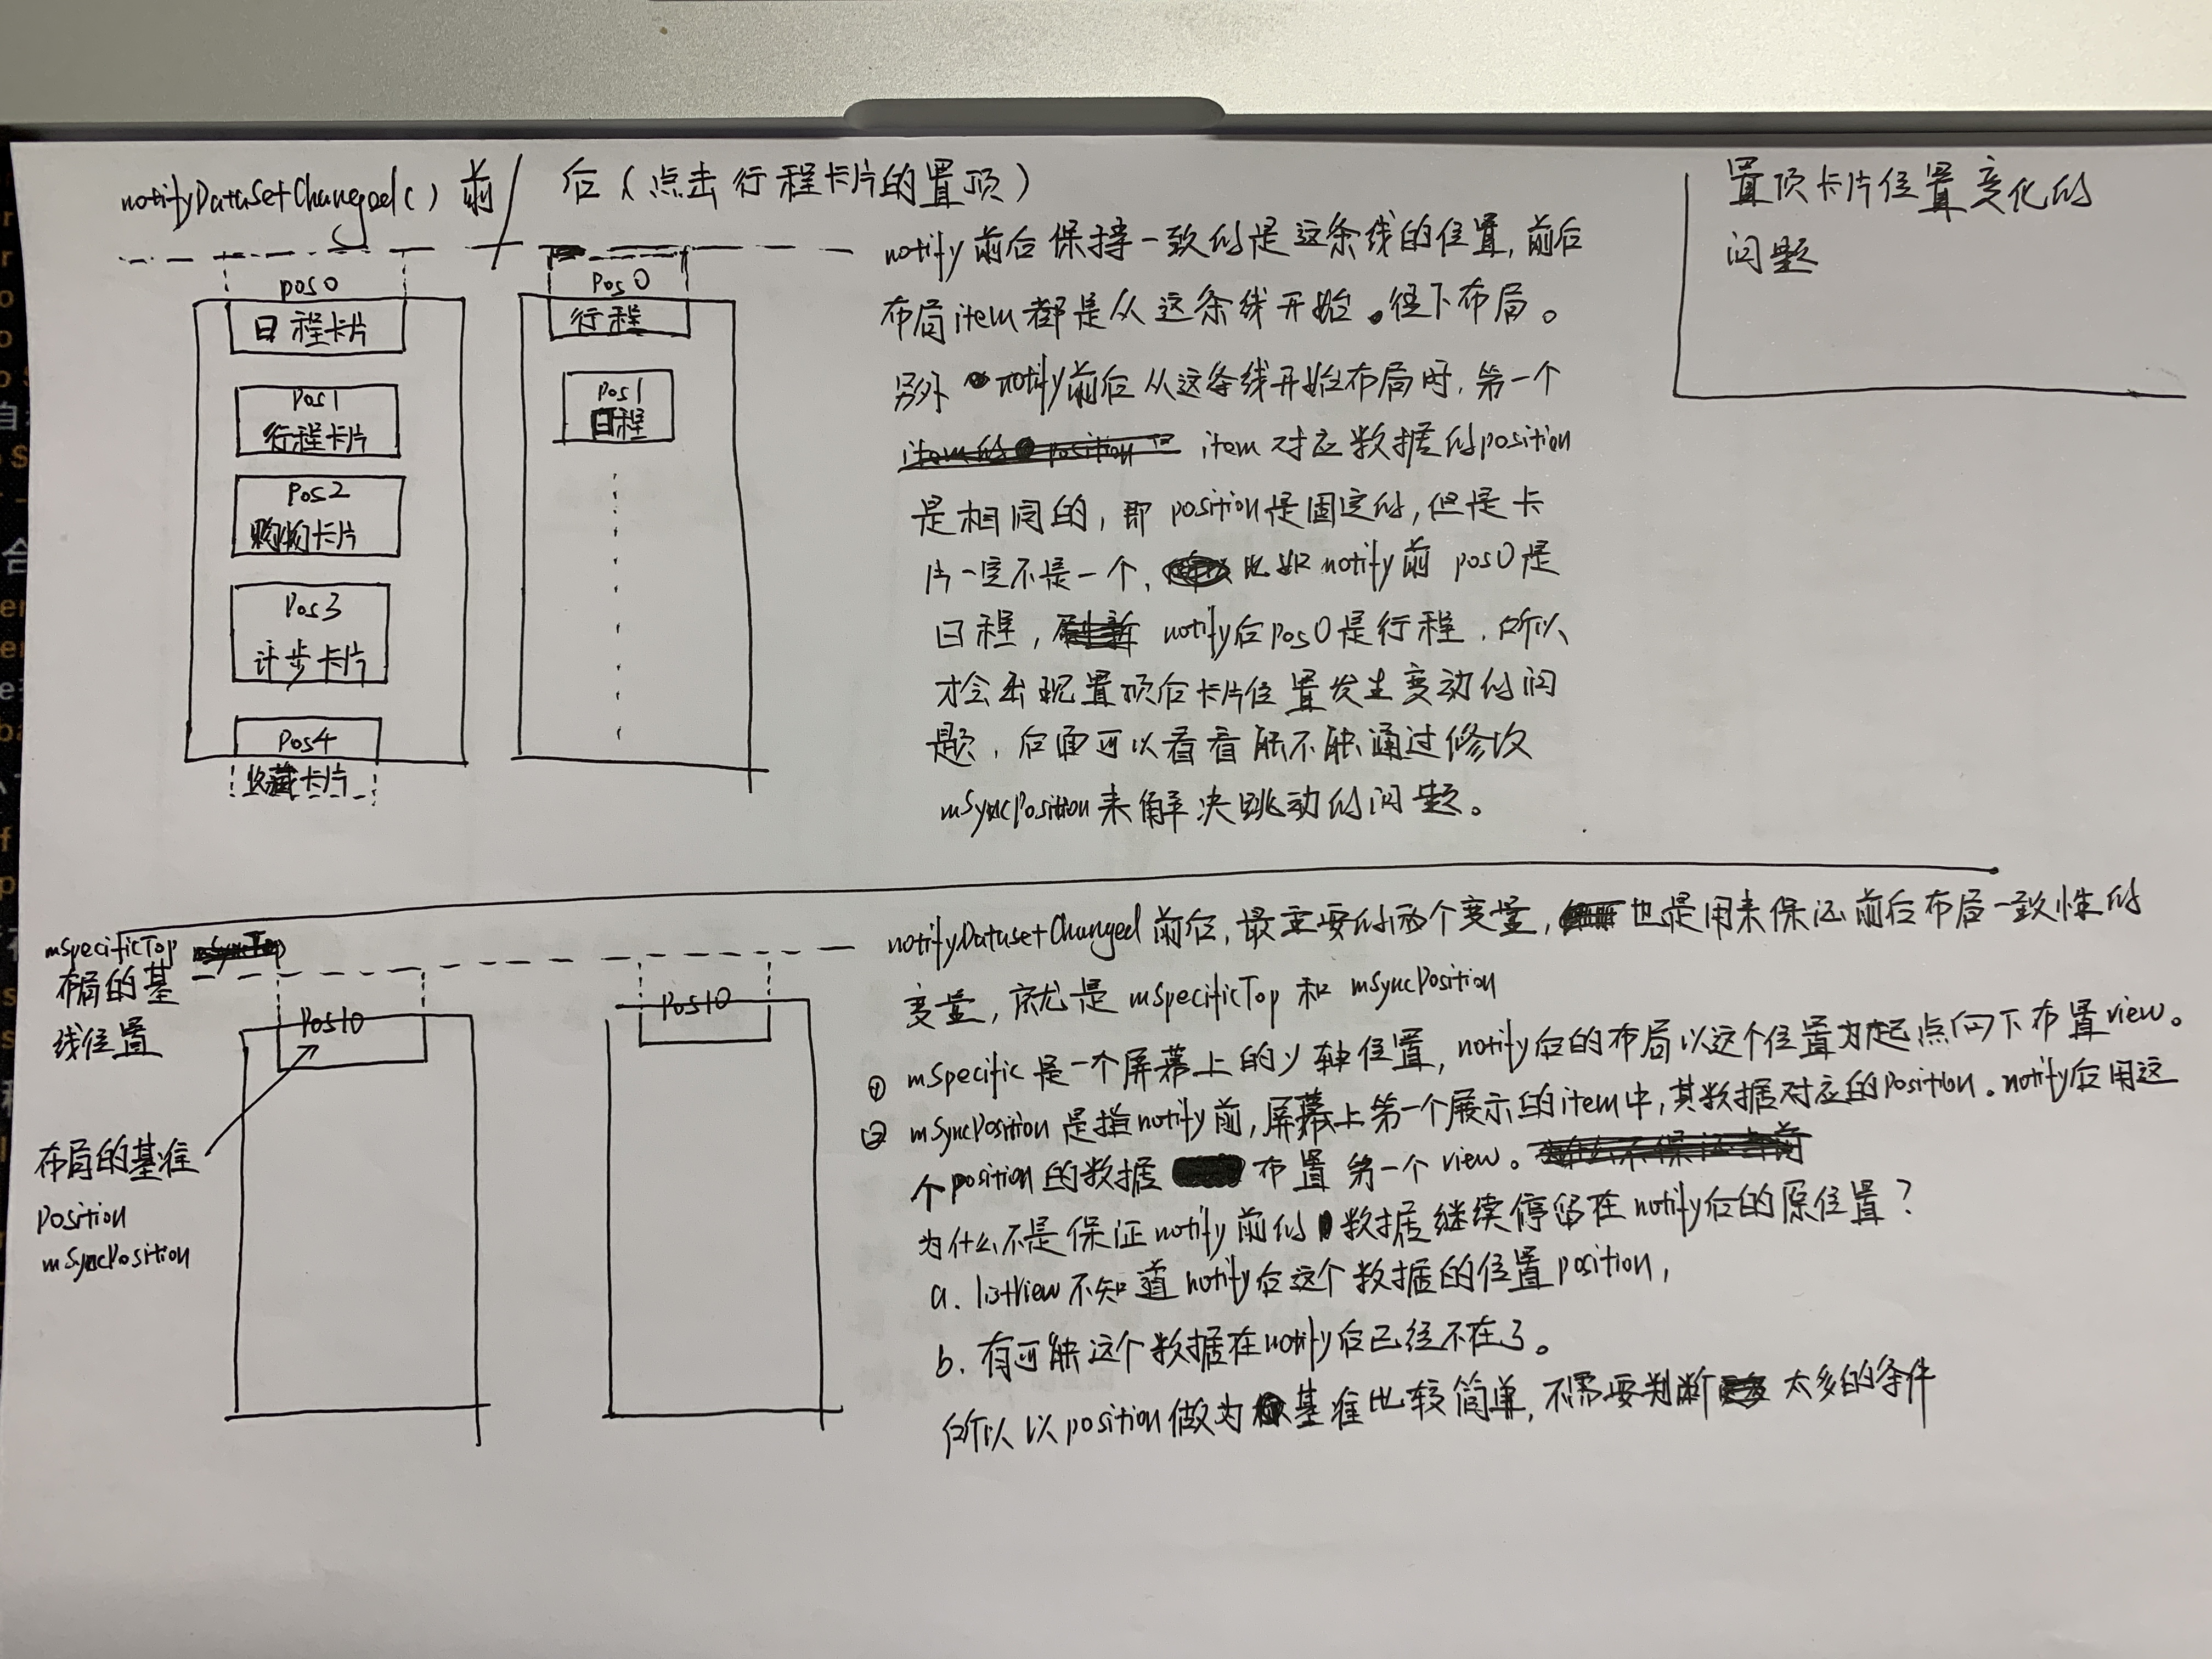 置顶卡片位置变化的
问题
notifyDataSetChanged() 前/后(点击行程卡片的置顶)
pos0
日程卡片
Pos1
行程卡片
Pos2
购物卡片
Pos3
计步卡片
Pos4
收藏卡片
Pos0
行程
Pos1
日程
notify前后保持一致的是这条线的位置,前后
布局item都是从这条线开始。往下布局。
另外 notify前后从这条线开始布局时,第一个
item对应数据的position
是相同的,即position是固定的,但是卡
片一定不是一个,比如notify前pos0是
日程,notify后pos0是行程.所以
才会出现置顶后卡片位置发生变动的问
题,后面可以看看能不能通过修改
mSyncPosition来解决跳动的问题。
mSpecificTop
布局的基
线位置
Pos10
Pos10
布局的基准
position
mSyncPosition
notifyDatasetChanged前后,最重要的两个变量,也是用来保证前后布局一致性的
变量,就是mSpecificTop和mSyncPosition
① mSpecific是一个屏幕上的y轴位置,notify后的布局以这个位置为起点向下布置view。
② mSyncPosition是指notify前,屏幕上第一个展示的item中,其数据对应的position。notify后用这
个position的数据布置第一个view。
为什么不是保证notify前的数据继续停留在notify后的原位置?
a. listview不知道notify后这个数据的位置position,
b. 有可能这个数据在notify后已经不在了。
所以以position做为基准比较简单,不需要判断太多的条件